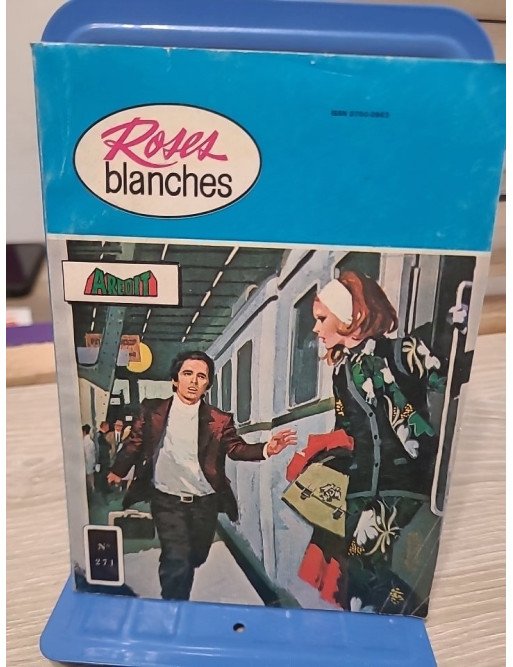 Roses
blanches
AREDIT
N°
271